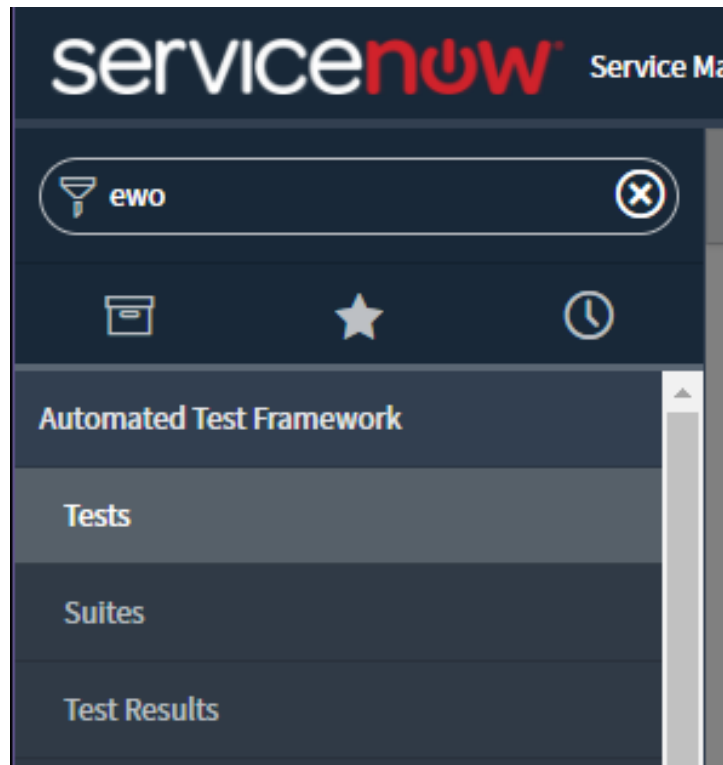 servicenow Service Ma
ewo
Automated Test Framework
Tests
Suites
Test Results